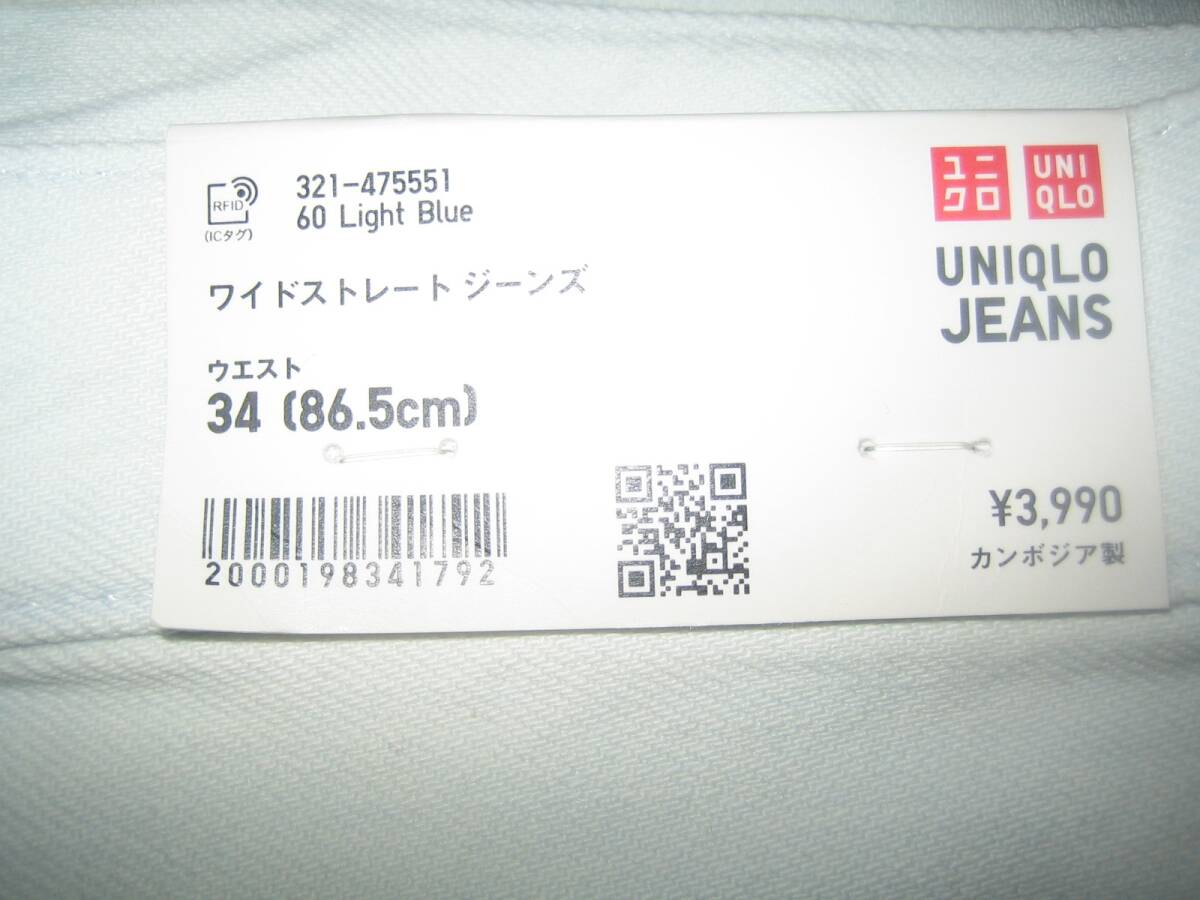 RFID
(ICタグ)
321-475551
60 Light Blue
ワイドストレート ジーンズ
ウエスト
34 (86.5cm)
2000198341792
ユニ
クロ
UNI
QLO
UNIQLO
JEANS
¥3,990
カンボジア製